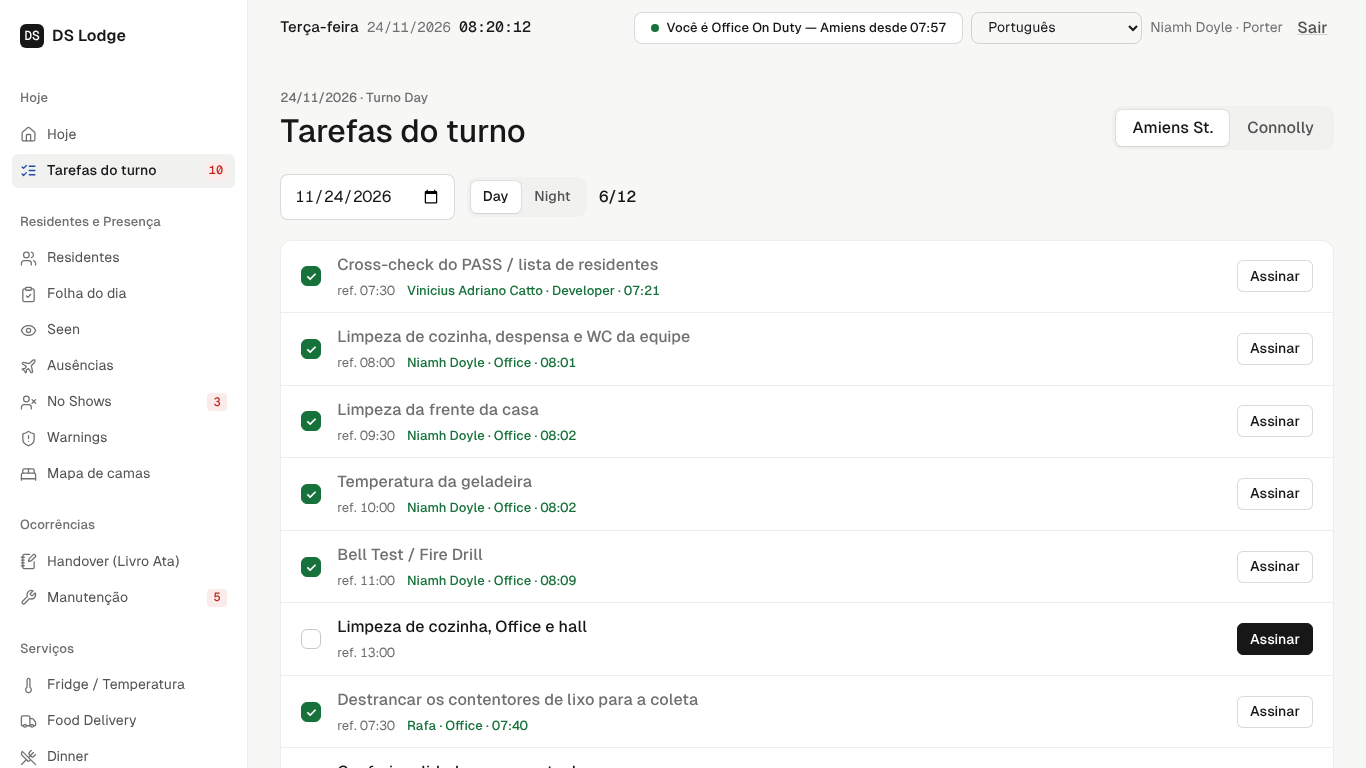 DS DS Lodge
Terça-feira 24/11/2026 08:20:12
Você é Office On Duty — Amiens desde 07:57
Português
Niamh Doyle · Porter
Sair
Hoje
Hoje
Tarefas do turno 10
Residentes e Presença
Residentes
Folha do dia
Seen
Ausências
No Shows 3
Warnings
Mapa de camas
Ocorrências
Handover (Livro Ata)
Manutenção 5
Serviços
Fridge / Temperatura
Food Delivery
Dinner
24/11/2026 · Turno Day
Tarefas do turno
Amiens St. Connolly
11/24/2026
Day Night 6/12
Cross-check do PASS / lista de residentes
ref. 07:30 Vinicius Adriano Catto · Developer · 07:21
Assinar
Limpeza de cozinha, despensa e WC da equipe
ref. 08:00 Niamh Doyle · Office · 08:01
Assinar
Limpeza da frente da casa
ref. 09:30 Niamh Doyle · Office · 08:02
Assinar
Temperatura da geladeira
ref. 10:00 Niamh Doyle · Office · 08:02
Assinar
Bell Test / Fire Drill
ref. 11:00 Niamh Doyle · Office · 08:09
Assinar
Limpeza de cozinha, Office e hall
ref. 13:00
Assinar
Destrancar os contentores de lixo para a coleta
ref. 07:30 Rafa · Office · 07:40
Assinar